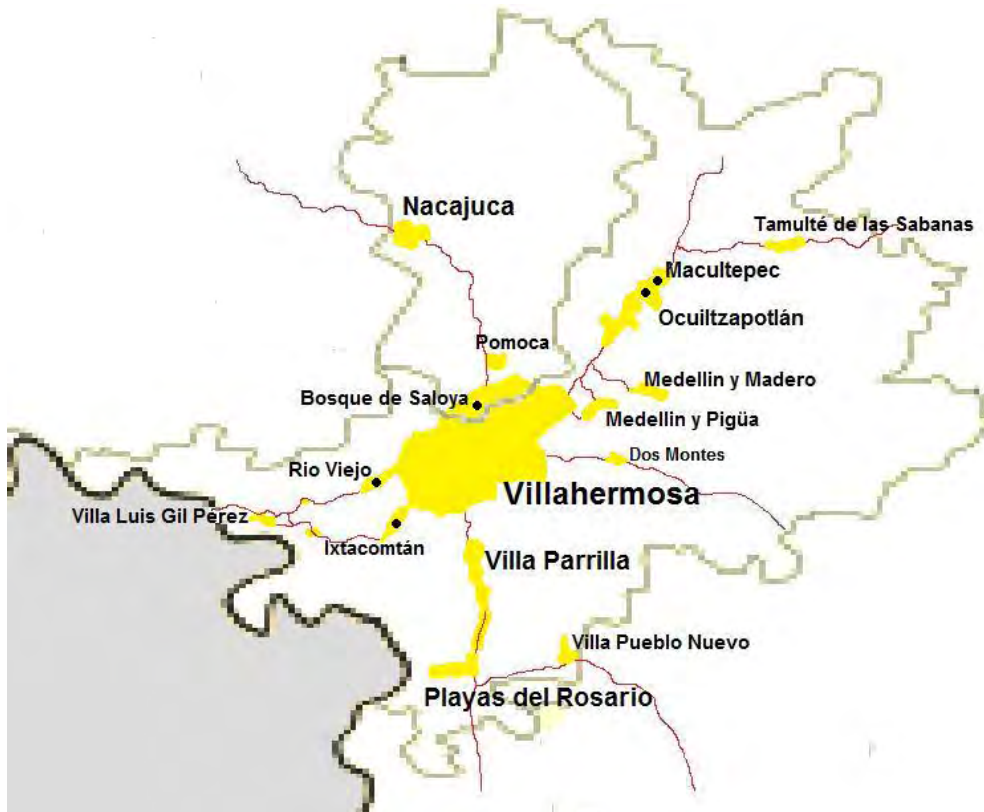 Nacajuca
Tamulté de las Sabanas
Macultepec
Ocuiltzapotlán
Pomoca
Medellin y Madero
Bosque de Saloya
Medellin y Pigüa
Dos Montes
Rio Viejo
Villahermosa
Villa Luis Gil Pérez
Ixtacomtán
Villa Parrilla
Villa Pueblo Nuevo
Playas del Rosario